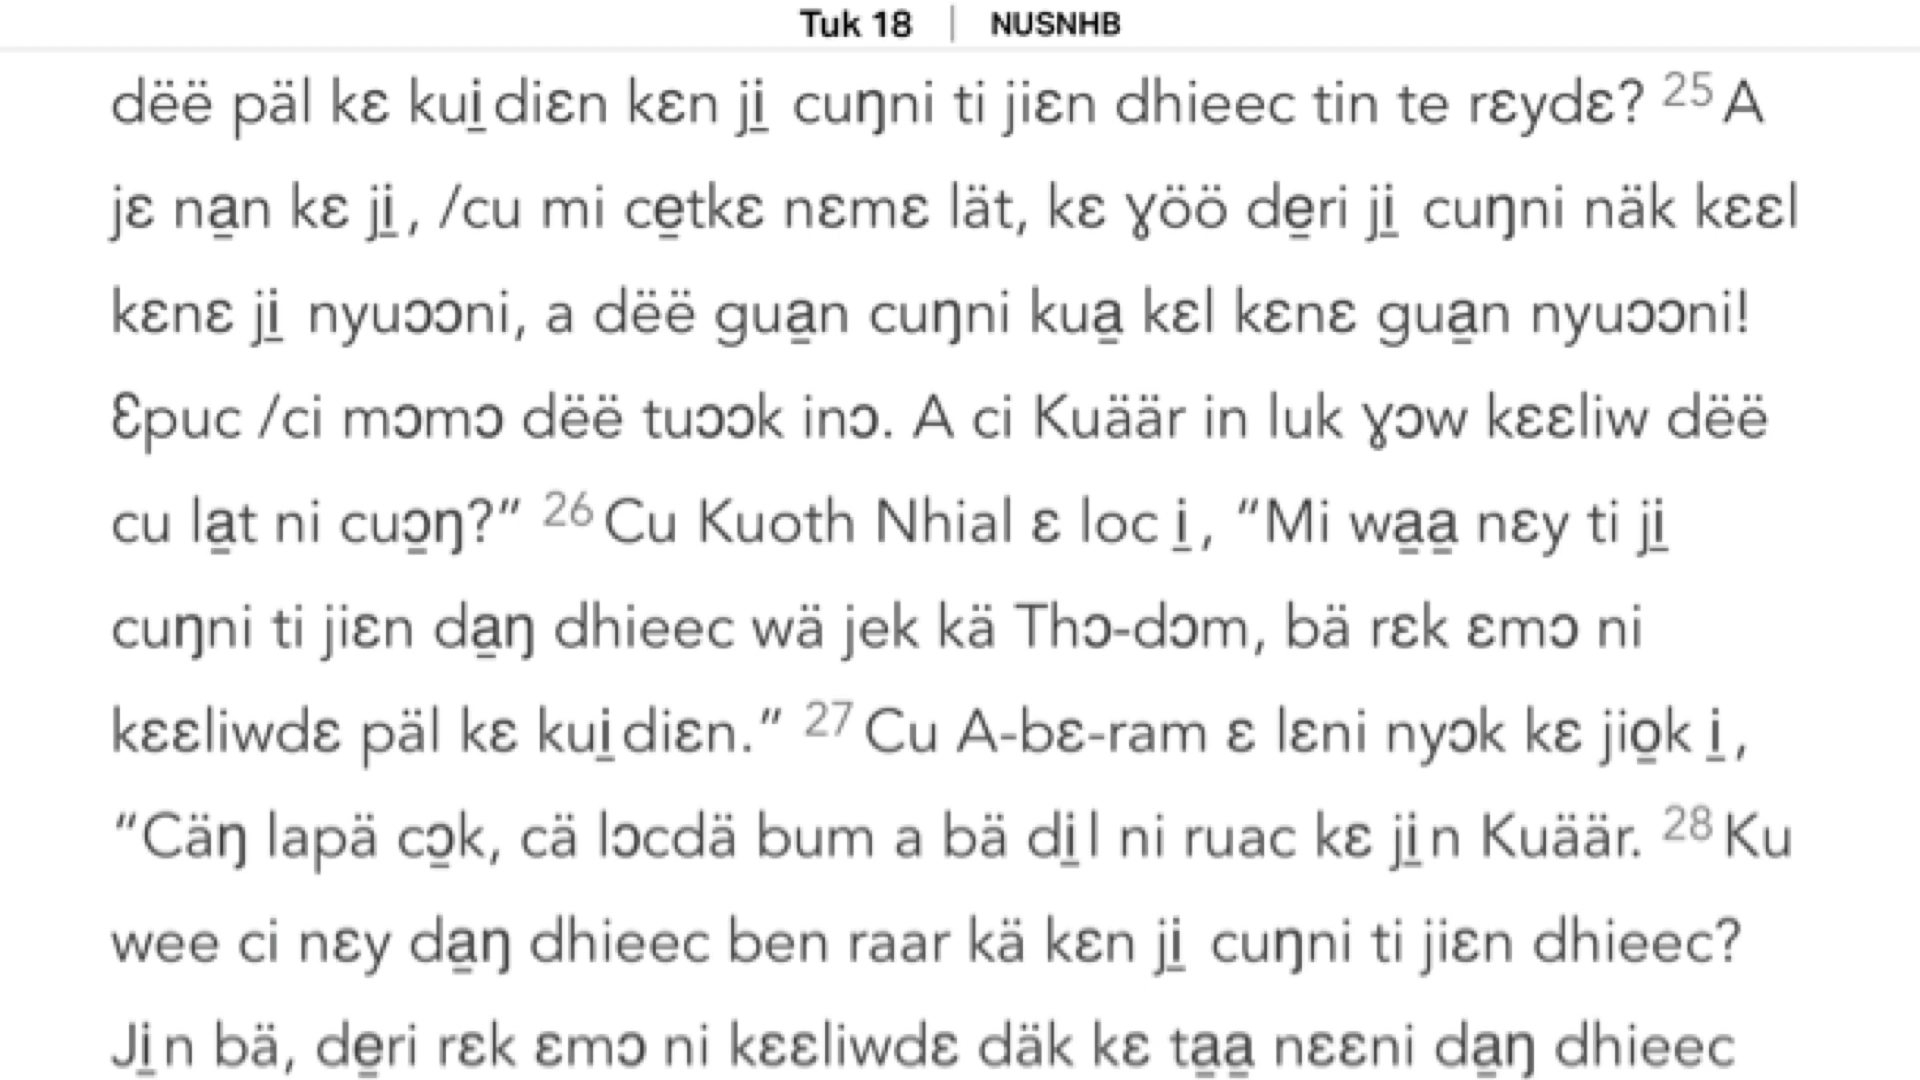 Tuk 18 | NUSNHB
dëë päl kɛ kui̱diɛn kɛn ji̱ cuŋni ti jiɛn dhieec tin te rɛydɛ? 25 A
jɛ na̱n kɛ ji̱, /cu mi ce̱tkɛ nɛmɛ lät, kɛ ɣöö de̱ri ji̱ cuŋni näk kɛɛl
kɛnɛ ji̱ nyuɔɔni, a dëë gua̱n cuŋni kua̱ kɛl kɛnɛ gua̱n nyuɔɔni!
Ɛpuc /ci mɔmɔ dëë tuɔɔk inɔ. A ci Kuäär in luk ɣɔw kɛɛliw dëë
cu la̱t ni cuɔ̱ŋ?” 26 Cu Kuoth Nhial ɛ loc i̱, “Mi wa̱a̱ nɛy ti ji̱
cuŋni ti jiɛn da̱ŋ dhieec wä jek kä Thɔ-dɔm, bä rɛk ɛmɔ ni
kɛɛliwdɛ päl kɛ kui̱diɛn.” 27 Cu A-bɛ-ram ɛ lɛni nyɔk kɛ jio̱k i̱,
“Cäŋ lapä cɔ̱k, cä lɔcdä bum a bä di̱l ni ruac kɛ ji̱n Kuäär. 28 Ku
wee ci nɛy da̱ŋ dhieec ben raar kä kɛn ji̱ cuŋni ti jiɛn dhieec?
Ji̱n bä, de̱ri rɛk ɛmɔ ni kɛɛliwdɛ däk kɛ ta̱a̱ nɛɛni da̱ŋ dhieec